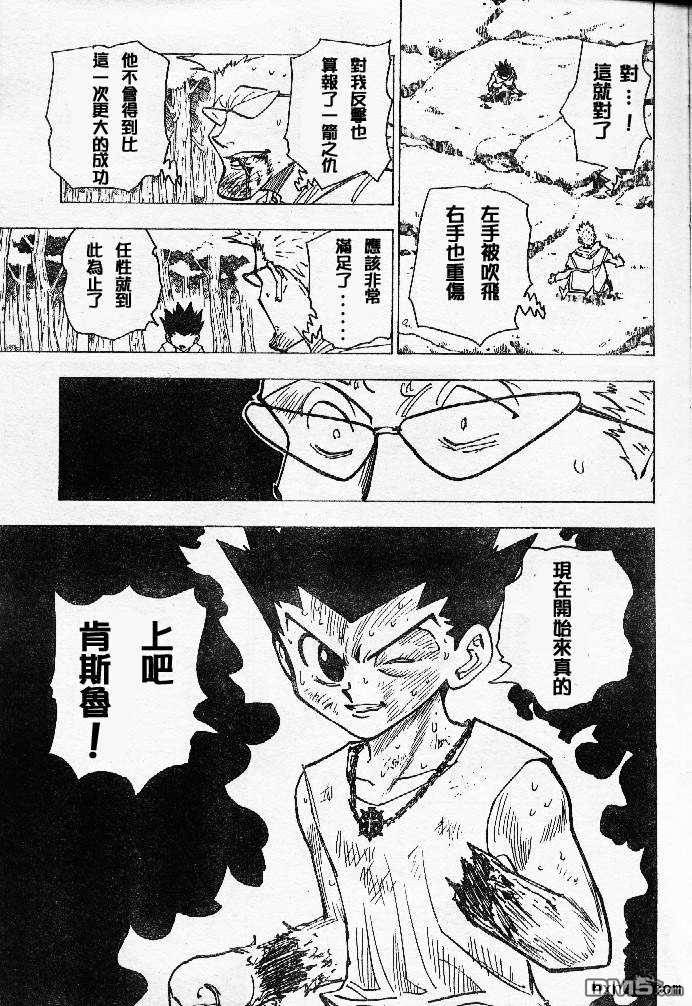 對…！
這就對了
左手被吹飛
右手也重傷
對我反擊也
算報了一箭之仇
他不會得到比
這一次更大的成功
應該非常
滿足了……
任性就到
此為止了
現在開始來真的
上吧
肯斯魯！
DM5